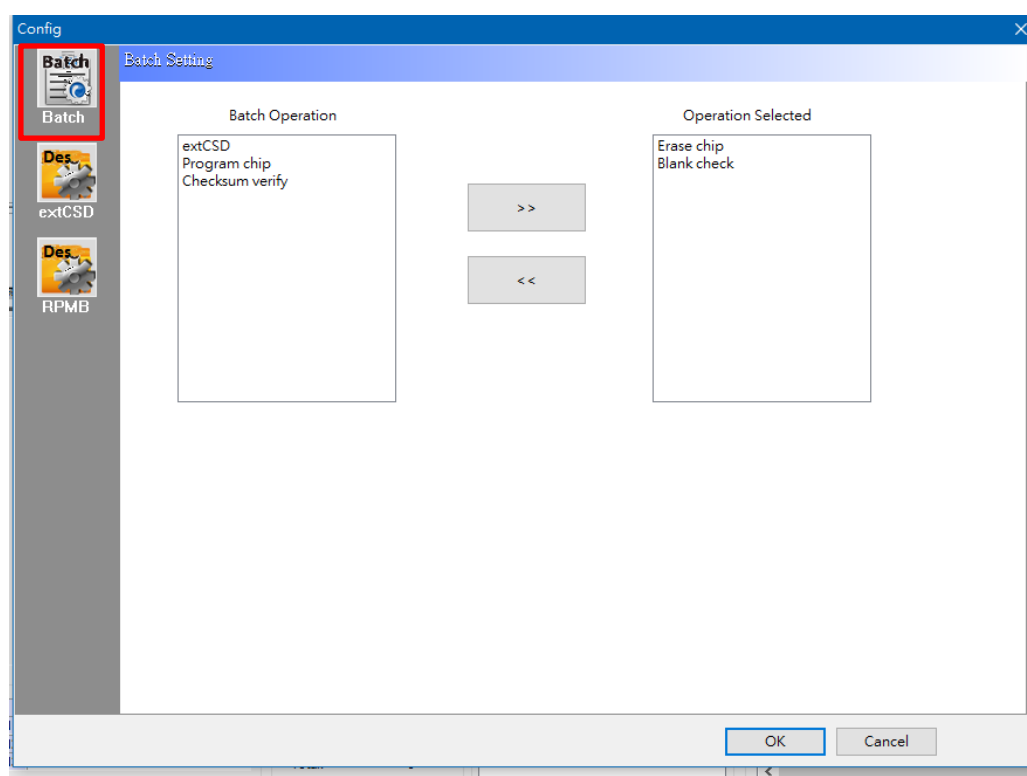 Config
Batch
Batch
Batch Setting
Batch Operation
Operation Selected
extCSD
Program chip
Checksum verify
Erase chip
Blank check
>>
<<
Des
extCSD
Des
RPMB
OK
Cancel